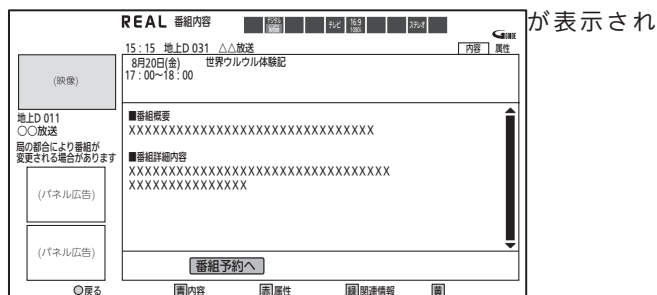 REAL 番組内容
テレビ 16:9 1080i ステレオ
GUIDE
が表示され
15:15 地上D 031 △△放送
内容 属性
8月20日(金) 世界ウルウル体験記
17:00～18:00
(映像)
地上D 011
○○放送
局の都合により番組が
変更される場合があります
(パネル広告)
(パネル広告)
■番組概要
XXXXXXXXXXXXXXXXXXXXXXXXXXXXXXX
■番組詳細内容
XXXXXXXXXXXXXXXXXXXXXXXXXXXXXXXXX
XXXXXXXXXXXXXXX
番組予約へ
○戻る 青内容 赤属性 緑関連情報 黄